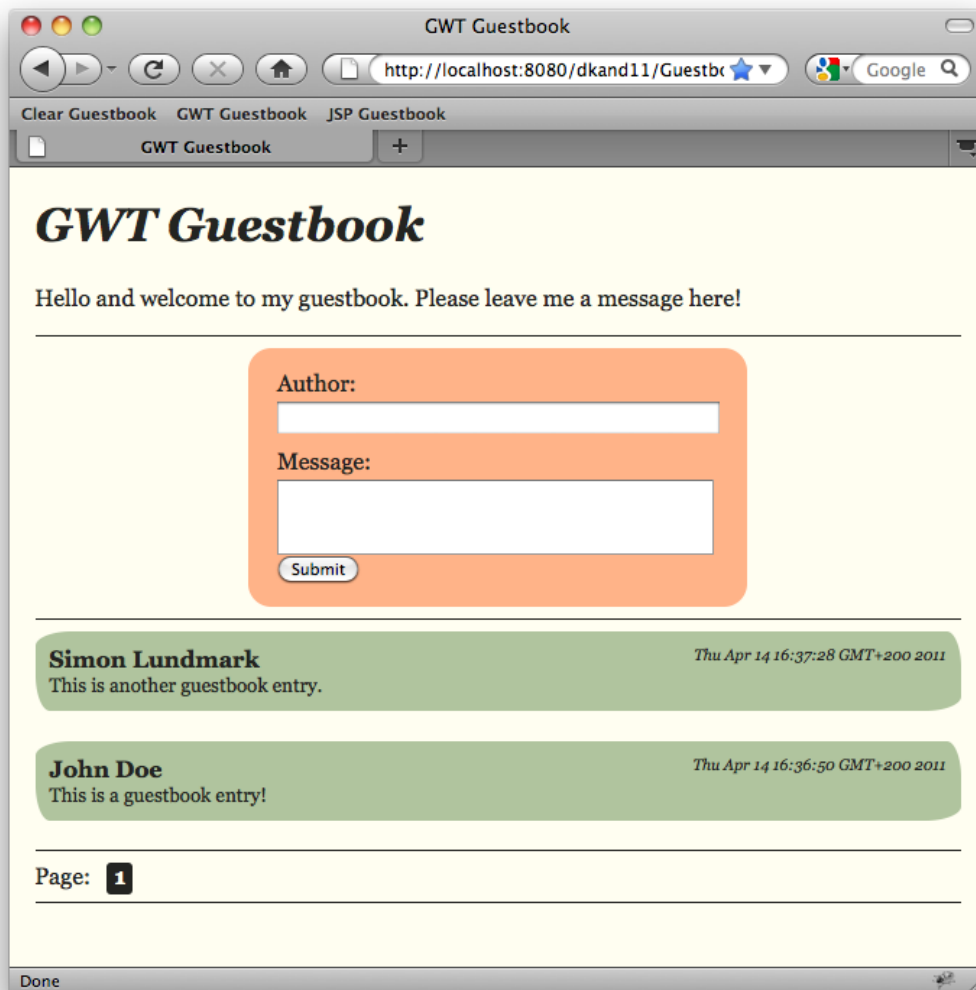 GWT Guestbook
http://localhost:8080/dkand11/Guestbo
Google
Clear Guestbook GWT Guestbook JSP Guestbook
GWT Guestbook +
GWT Guestbook
Hello and welcome to my guestbook. Please leave me a message here!
Author:
Message:
Submit
Simon Lundmark Thu Apr 14 16:37:28 GMT+200 2011
This is another guestbook entry.
John Doe Thu Apr 14 16:36:50 GMT+200 2011
This is a guestbook entry!
Page: 1
Done